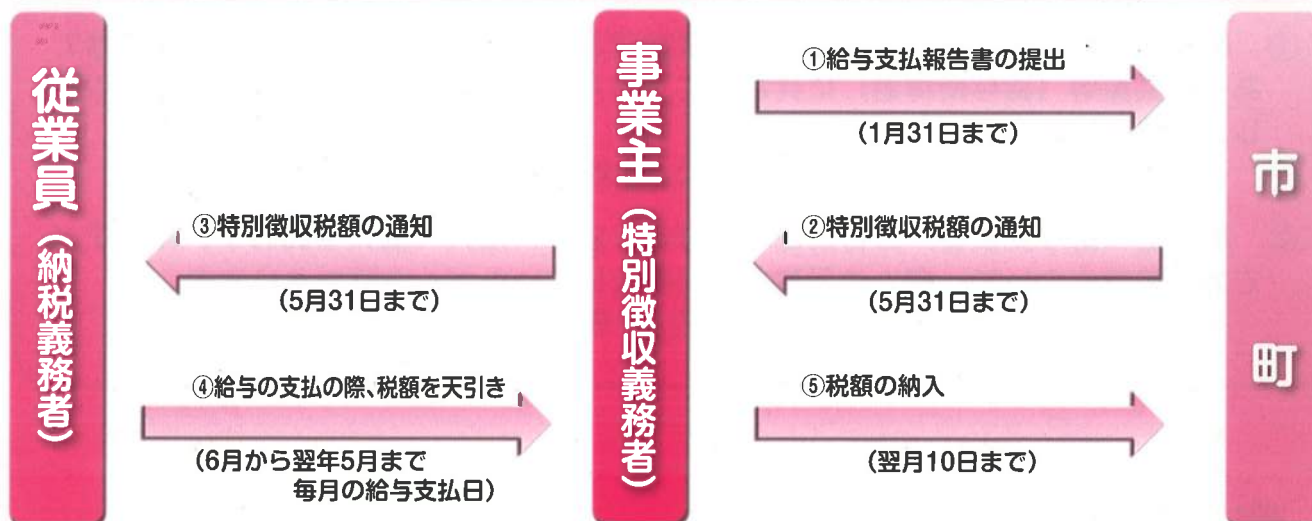 従業員（納税義務者）
事業主（特別徴収義務者）
市町
①給与支払報告書の提出
（1月31日まで）
②特別徴収税額の通知
（5月31日まで）
③特別徴収税額の通知
（5月31日まで）
④給与の支払の際、税額を天引き
（6月から翌年5月まで
毎月の給与支払日）
⑤税額の納入
（翌月10日まで）